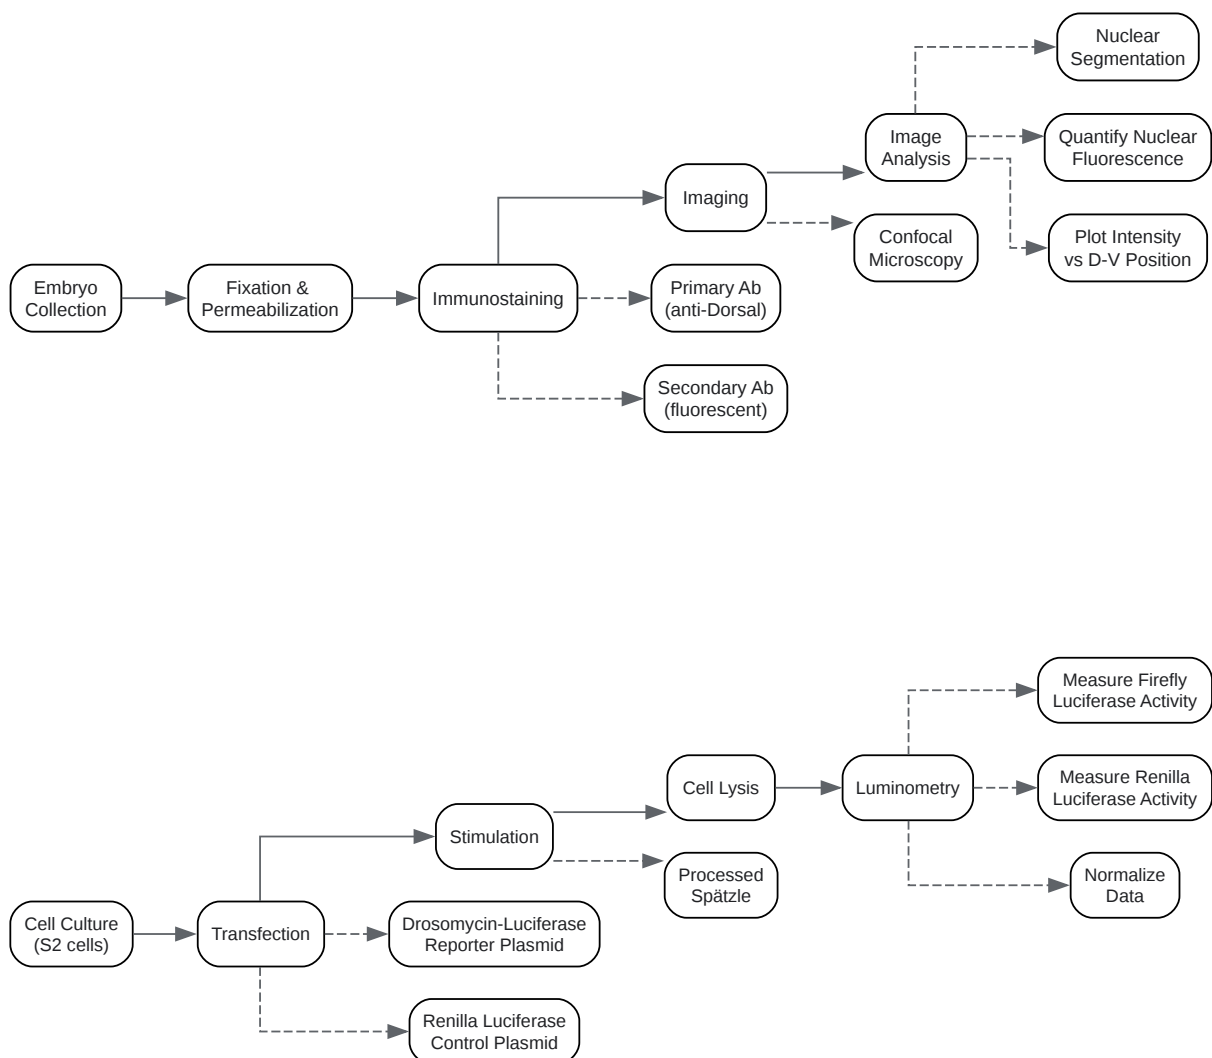 Nuclear
Segmentation
Image
Analysis
Quantify Nuclear
Fluorescence
Imaging
Confocal
Microscopy
Plot Intensity
vs D-V Position
Embryo
Collection
Fixation &
Permeabilization
Immunostaining
Primary Ab
(anti-Dorsal)
Secondary Ab
(fluorescent)
Measure Firefly
Luciferase Activity
Cell Lysis
Luminometry
Measure Renilla
Luciferase Activity
Stimulation
Processed
Spätzle
Normalize
Data
Cell Culture
(S2 cells)
Transfection
Drosomycin-Luciferase
Reporter Plasmid
Renilla Luciferase
Control Plasmid